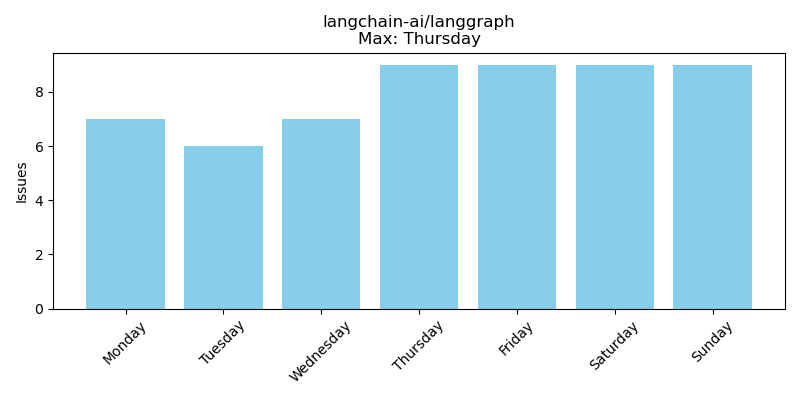 langchain-ai/langgraph
Max: Thursday
Issues
8
6
4
2
0
Monday
Tuesday
Wednesday
Thursday
Friday
Saturday
Sunday